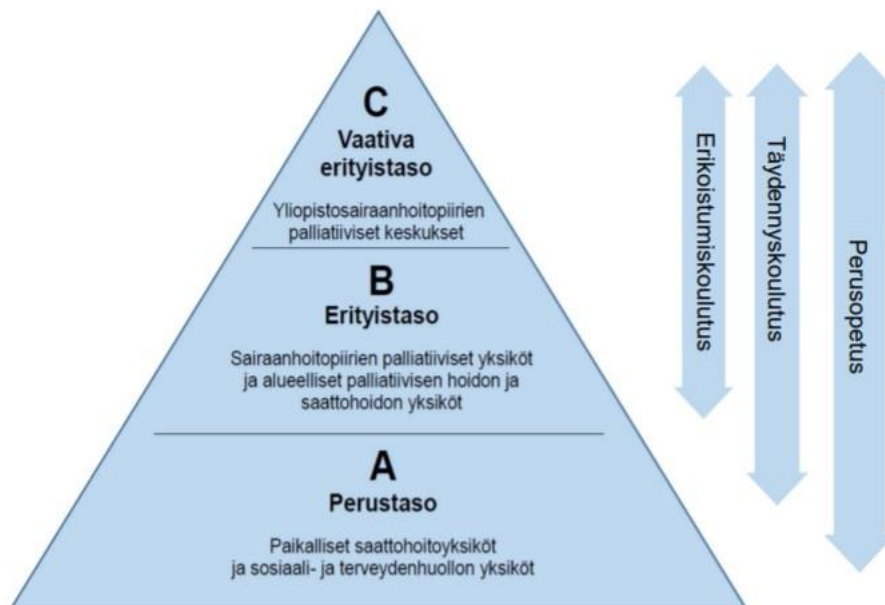 C
Vaativa
erityistaso
Yliopistosairaanhoitopiirien
palliatiiviset keskukset
B
Erityistaso
Sairaanhoitopiirien palliatiiviset yksiköt
ja alueelliset palliatiivisen hoidon ja
saattohoidon yksiköt
A
Perustaso
Paikalliset saattohoitoyksiköt
ja sosiaali- ja terveydenhuollon yksiköt
Erikoistumiskoulutus
Täydennyskoulutus
Perusopetus